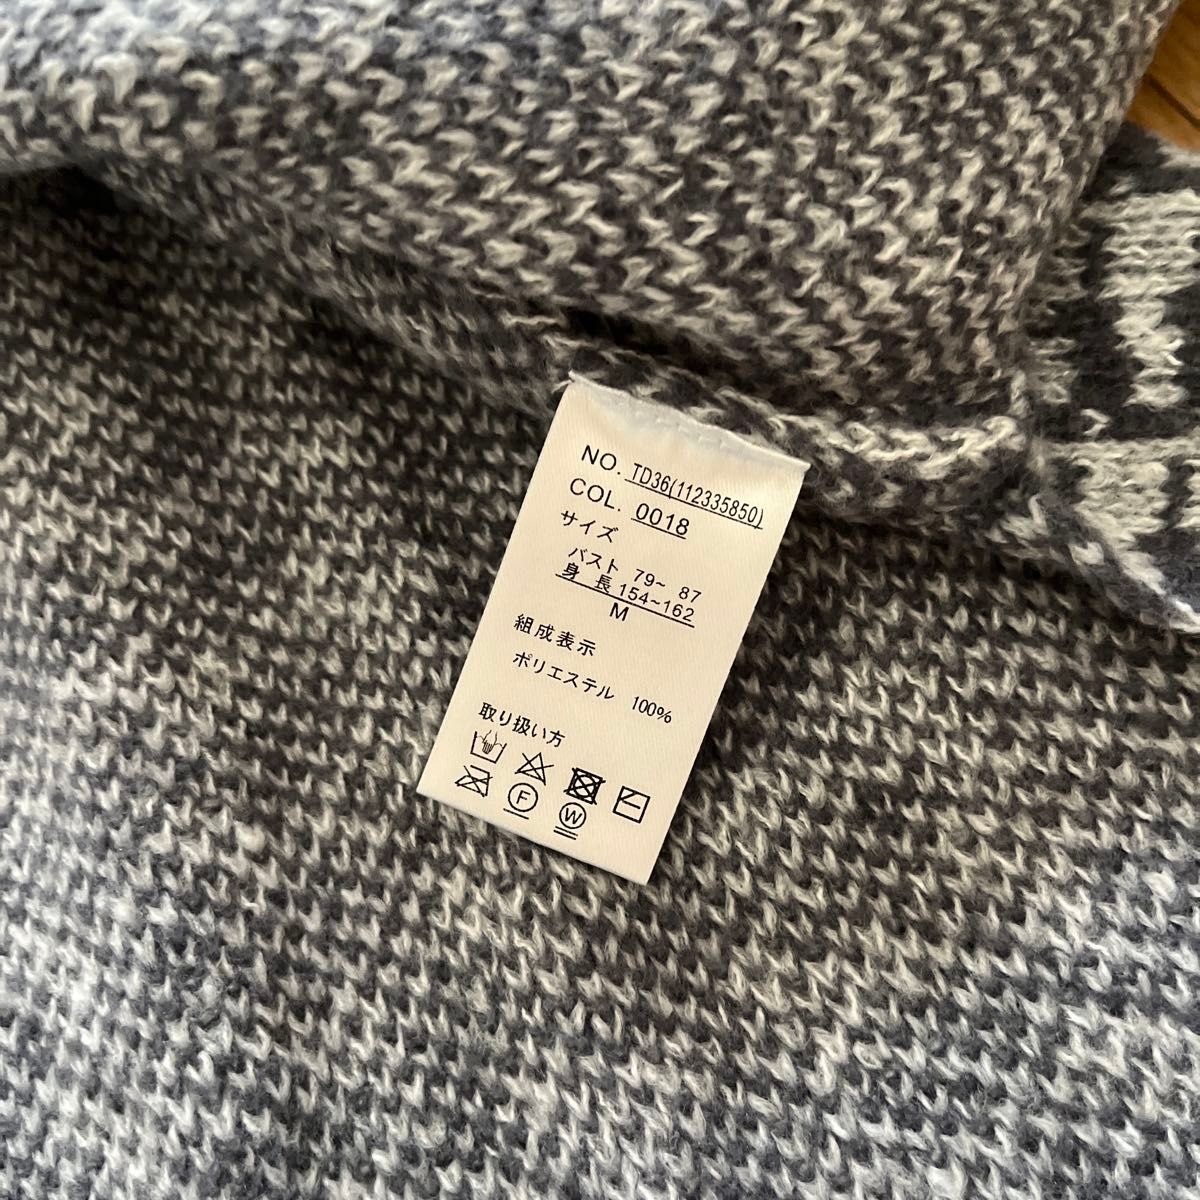 NO. TD36(112335850)
COL. 0018
サイズ
バスト 79~ 87
身 長 154~162
M
組成表示
ポリエステル 100%
取り扱い方
F
W